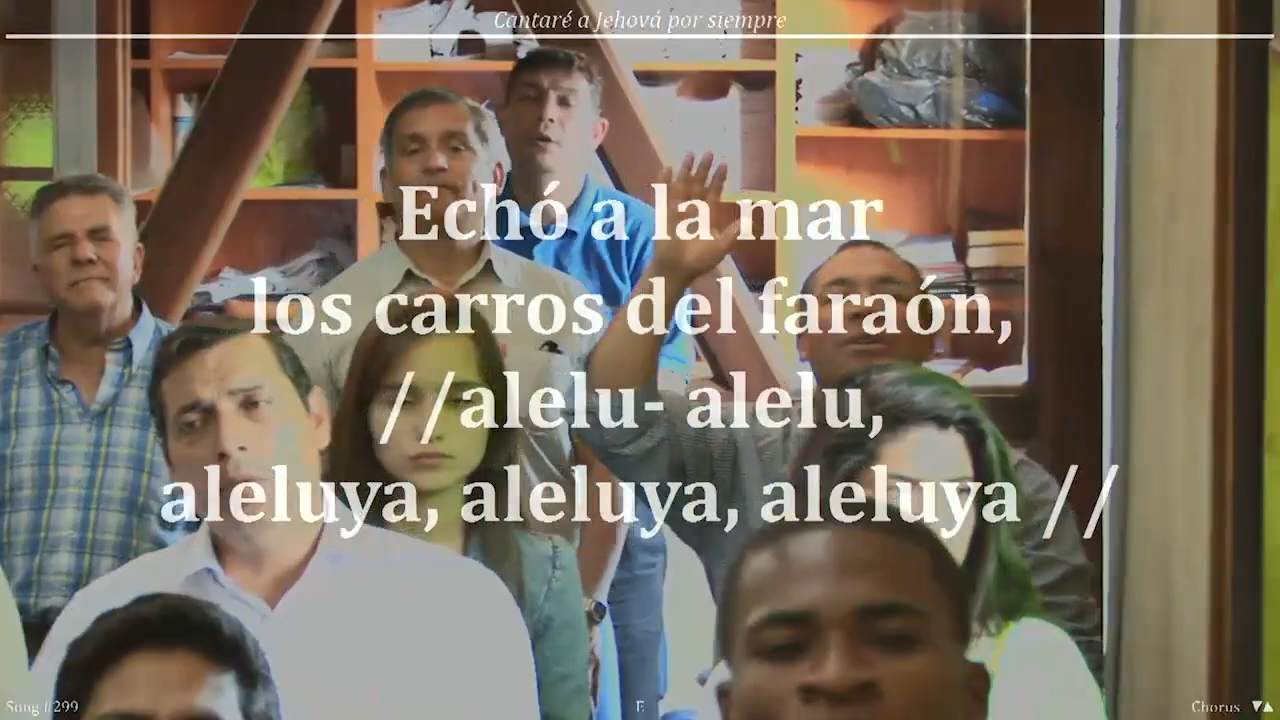 Cantaré a Jehová por siempre
Echó a la mar
los carros del faraón,
//alelu- alelu,
aleluya, aleluya, aleluya //
Song #299
E
Chorus ▼▲